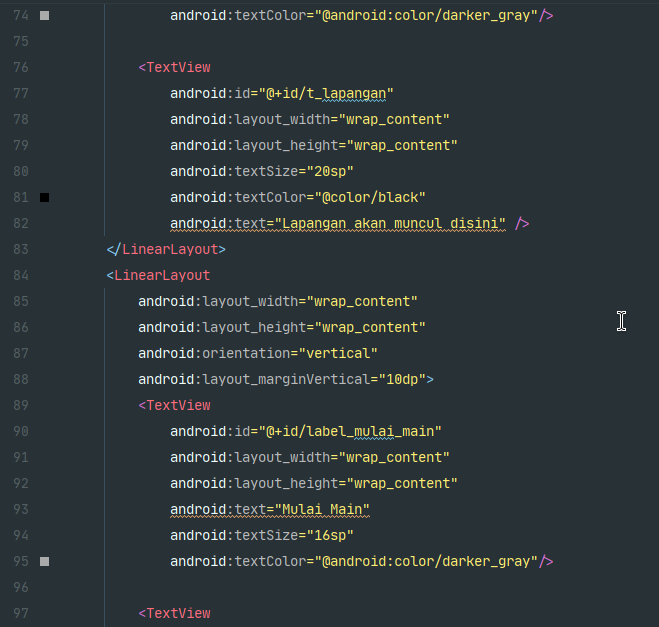 74 android:textColor="@android:color/darker_gray"/>
75
76 <TextView
77 android:id="@+id/t_lapangan"
78 android:layout_width="wrap_content"
79 android:layout_height="wrap_content"
80 android:textSize="20sp"
81 android:textColor="@color/black"
82 android:text="Lapangan akan muncul disini" />
83 </LinearLayout>
84 <LinearLayout
85 android:layout_width="wrap_content"
86 android:layout_height="wrap_content"
87 android:orientation="vertical"
88 android:layout_marginVertical="10dp">
89 <TextView
90 android:id="@+id/label_mulai_main"
91 android:layout_width="wrap_content"
92 android:layout_height="wrap_content"
93 android:text="Mulai Main"
94 android:textSize="16sp"
95 android:textColor="@android:color/darker_gray"/>
96
97 <TextView